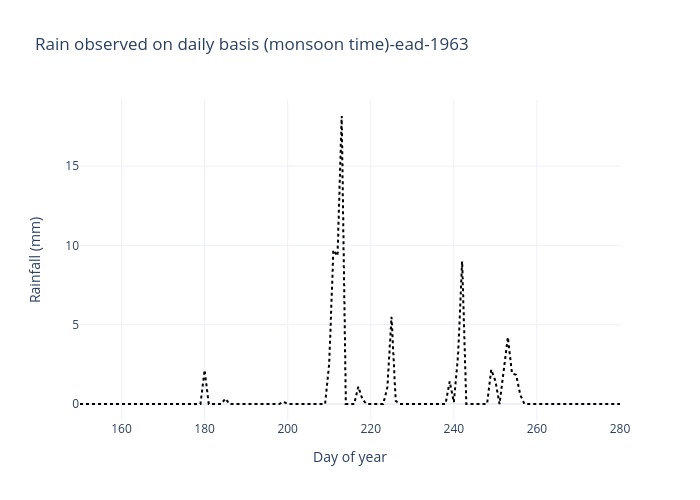 Rain observed on daily basis (monsoon time)-ead-1963
15
10
5
0
Rainfall (mm)
160 180 200 220 240 260 280
Day of year